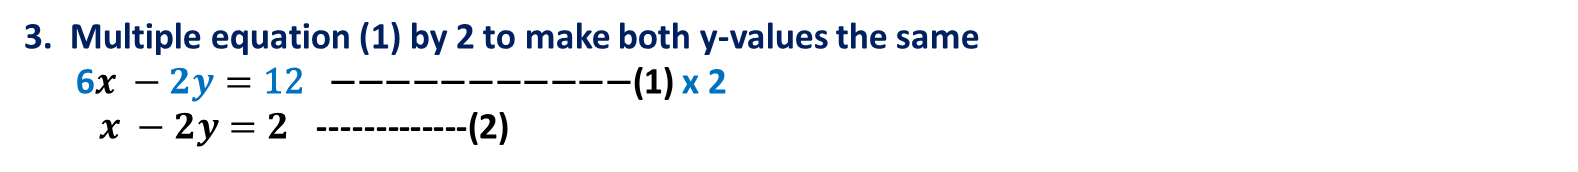 3. Multiple equation (1) by 2 to make both y-values the same
6x − 2y = 12 −−−−−−−−−−−(1) x 2
x − 2y = 2 -------------(2)